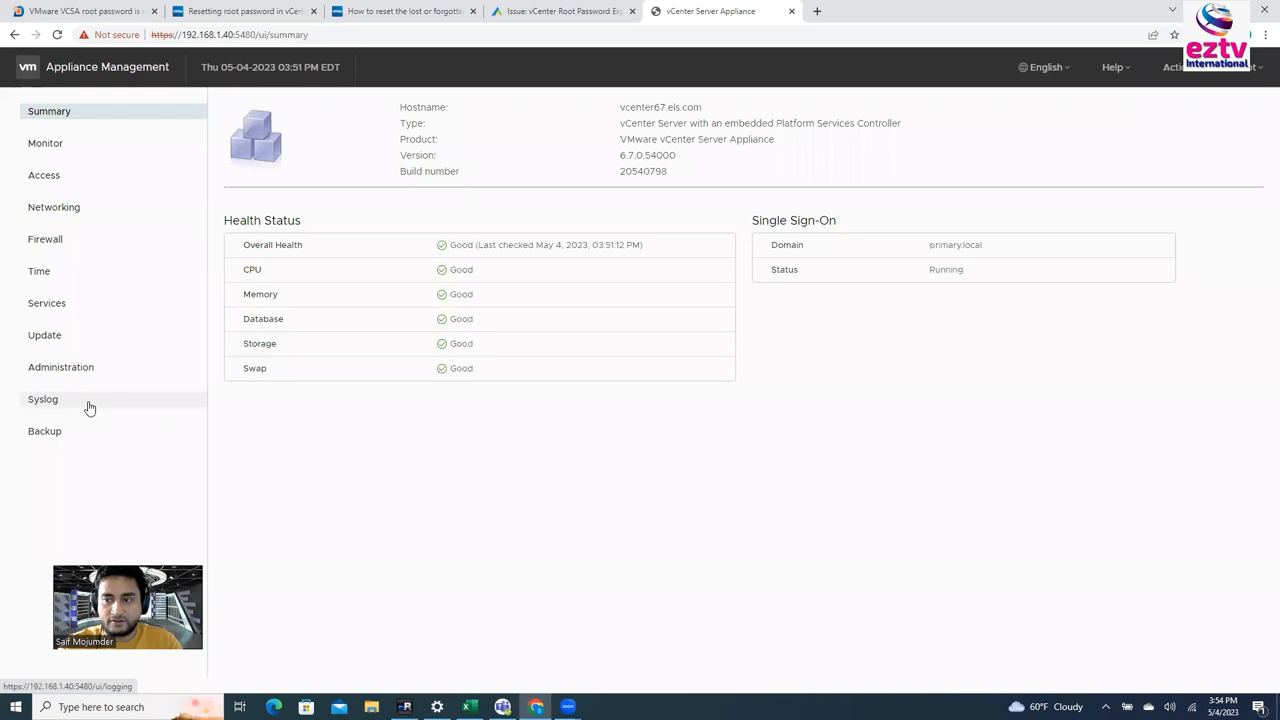 VMware VCSA root password is
Resetting root password in vCen
How to reset the lost or forgotte
Issue: vCenter Root Password Ex
vCenter Server Appliance
Not secure
https://192.168.1.40:5480/ui/summary
eztv
International
vm
Appliance Management
Thu 05-04-2023 03:51 PM EDT
English
Help
Acti
Summary
Monitor
Access
Networking
Firewall
Time
Services
Update
Administration
Syslog
Backup
Hostname: vcenter67.els.com
Type: vCenter Server with an embedded Platform Services Controller
Product: VMware vCenter Server Appliance
Version: 6.7.0.54000
Build number 20540798
Health Status
Overall Health Good (Last checked May 4, 2023, 03:51:12 PM)
CPU Good
Memory Good
Database Good
Storage Good
Swap Good
Single Sign-On
Domain primary.local
Status Running
Saif Mojumder
https://192.168.1.40:5480/ui/logging
Type here to search
60°F Cloudy
3:54 PM
5/4/2023